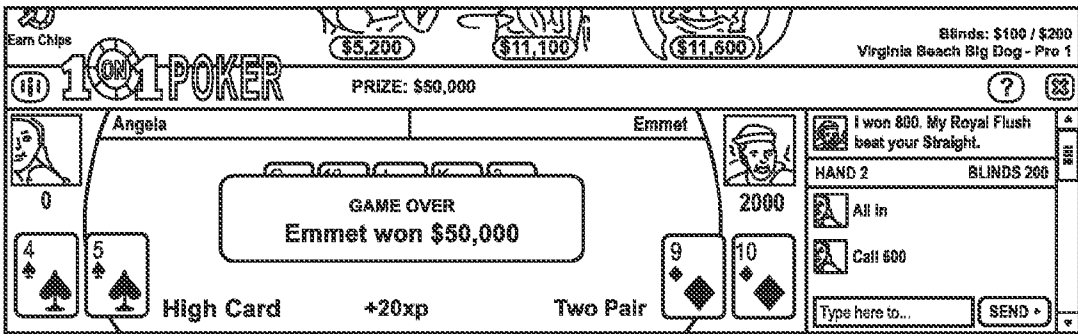 Earn Chips
$5,200
$11,100
$11,600
Blinds: $100 / $200
Virginia Beach Big Dog - Pro 1
1 ON 1 POKER
PRIZE: $50,000
?
Angela
Emmet
I won 800. My Royal Flush
beat your Straight.
HAND 2
BLINDS 200
0
2000
GAME OVER
Emmet won $50,000
All in
Call 600
4
5
9
10
High Card
+20xp
Two Pair
Type here to...
SEND